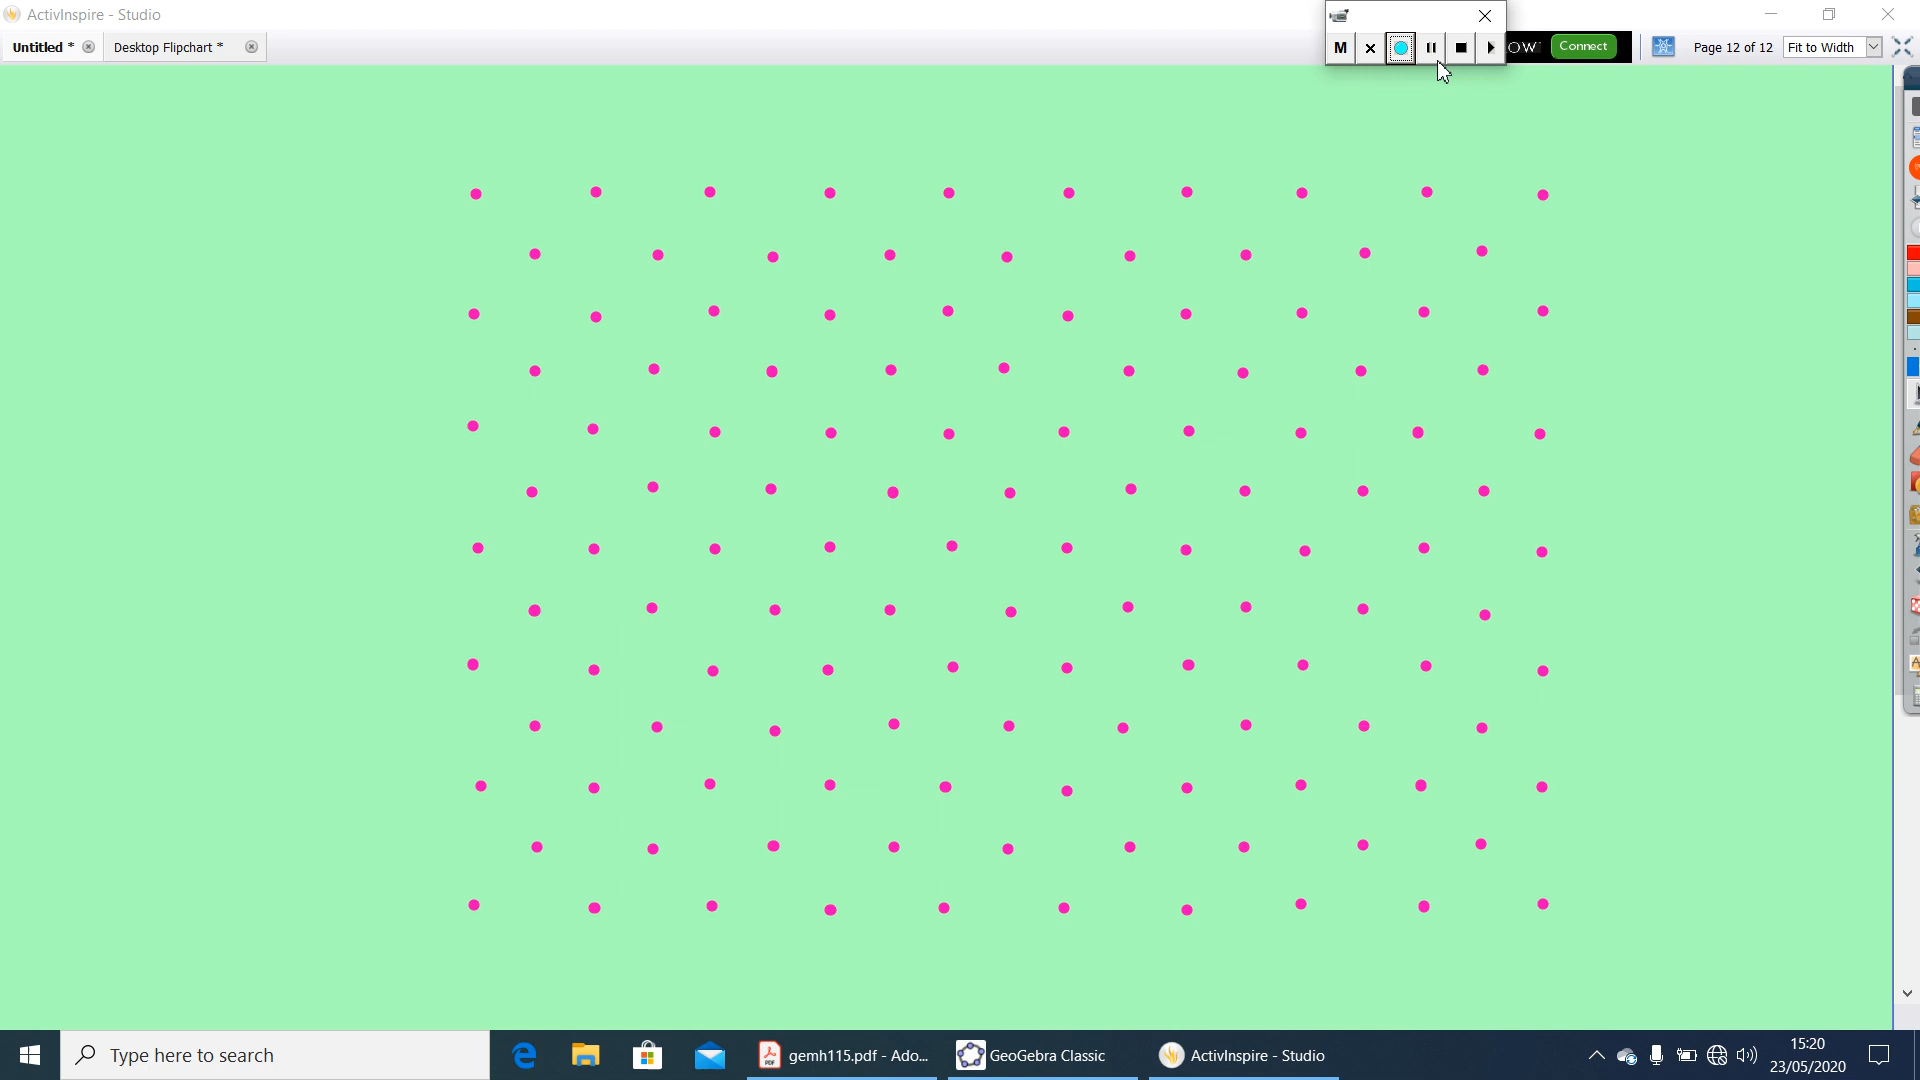 ActivInspire - Studio
Untitled *
Desktop Flipchart *
M
OW!
Connect
Page 12 of 12
Fit to Width
Type here to search
gemh115.pdf - Ado...
GeoGebra Classic
ActivInspire - Studio
15:20
23/05/2020